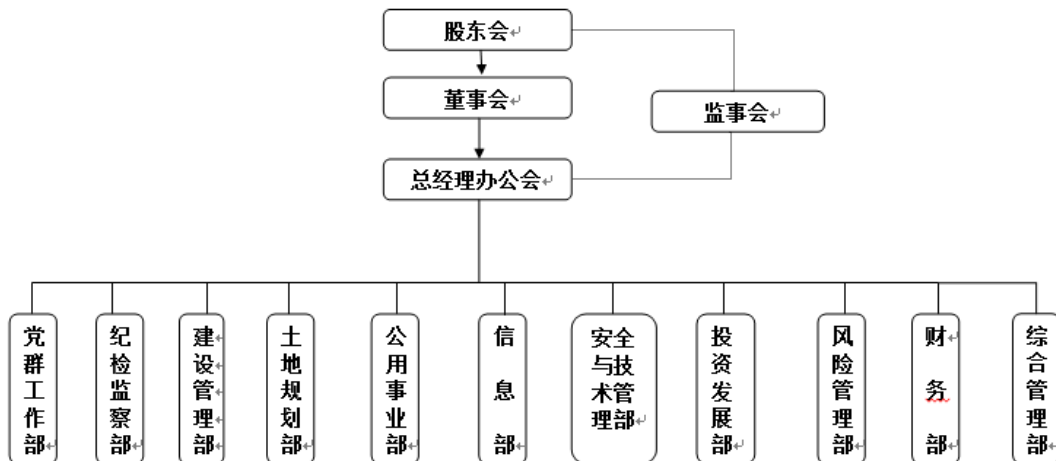 股东会
董事会
监事会
总经理办公会
党群工作部
纪检监察部
建设管理部
土地规划部
公用事业部
信息部
安全
与技
术管
理部
投资发展部
风险管理部
财务部
综合管理部